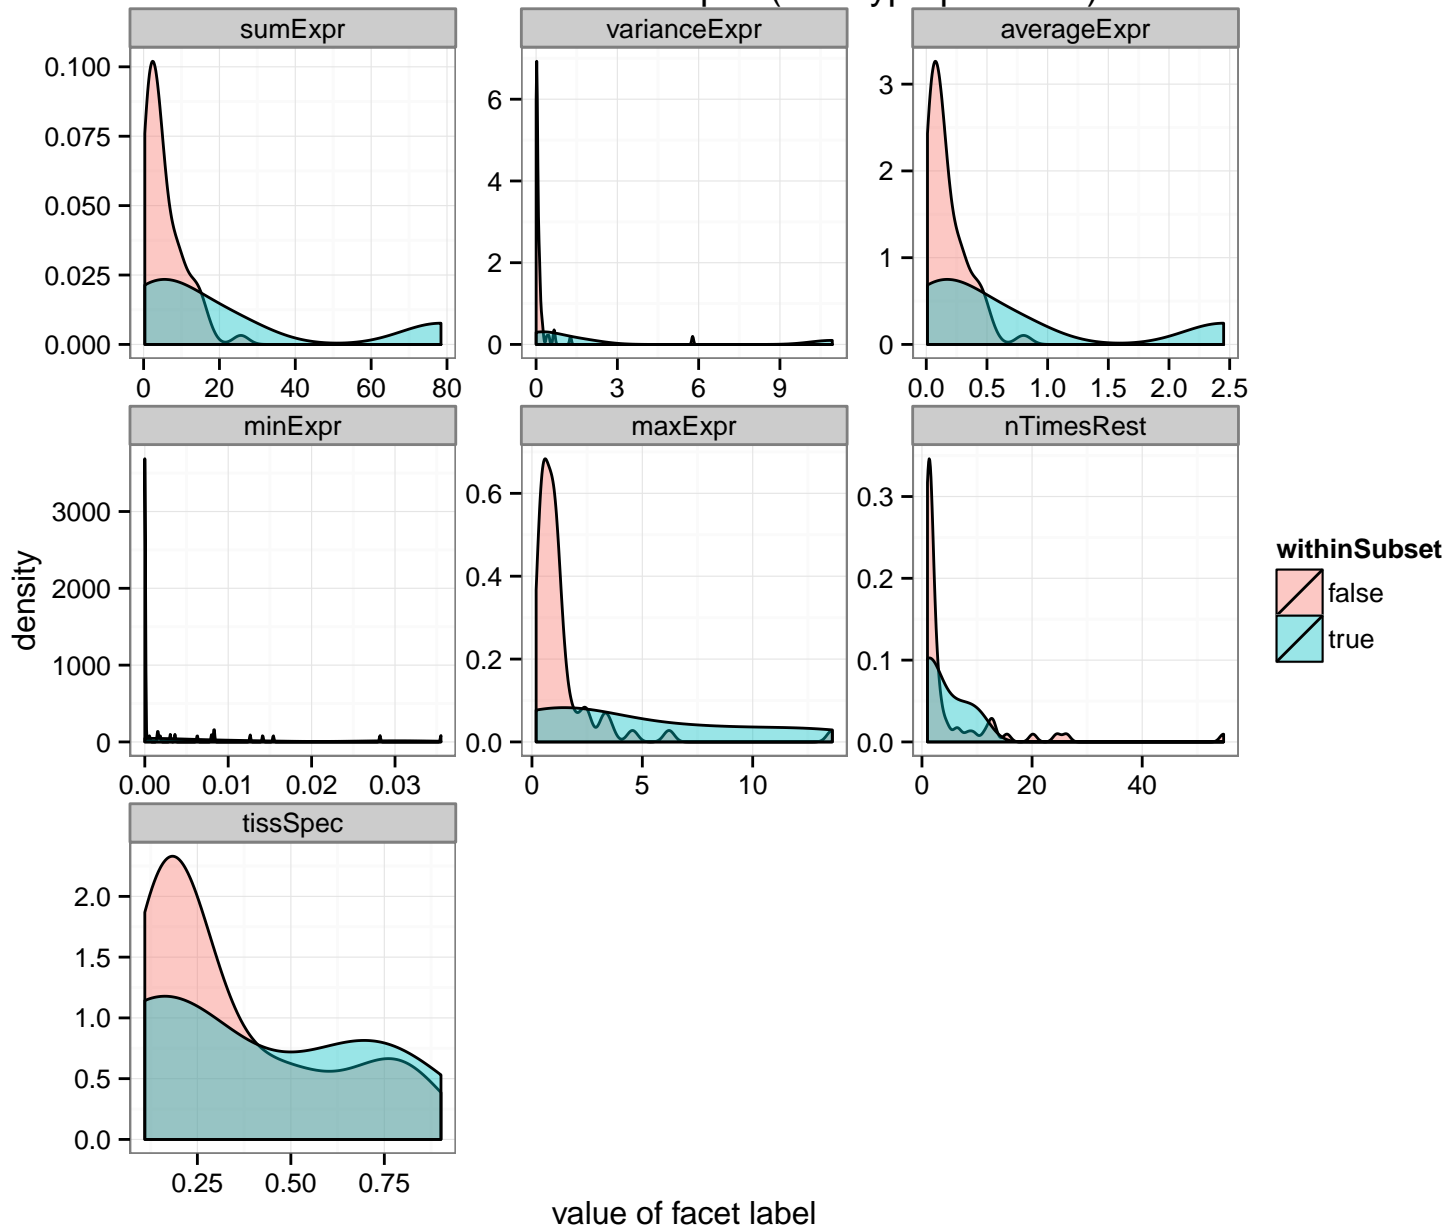 sumExpr varianceExpr averageExpr
0.100
0.075
0.050
0.025
0.000
6
4
2
0
3
2
1
0
0 20 40 60 80
0 3 6 9
0.0 0.5 1.0 1.5 2.0 2.5
minExpr maxExpr nTimesRest
3000
2000
1000
0
0.6
0.4
0.2
0.0
0.3
0.2
0.1
0.0
0.00 0.01 0.02 0.03
0 5 10
0 20 40
tissSpec
2.0
1.5
1.0
0.5
0.0
0.25 0.50 0.75
density
value of facet label
withinSubset
false
true